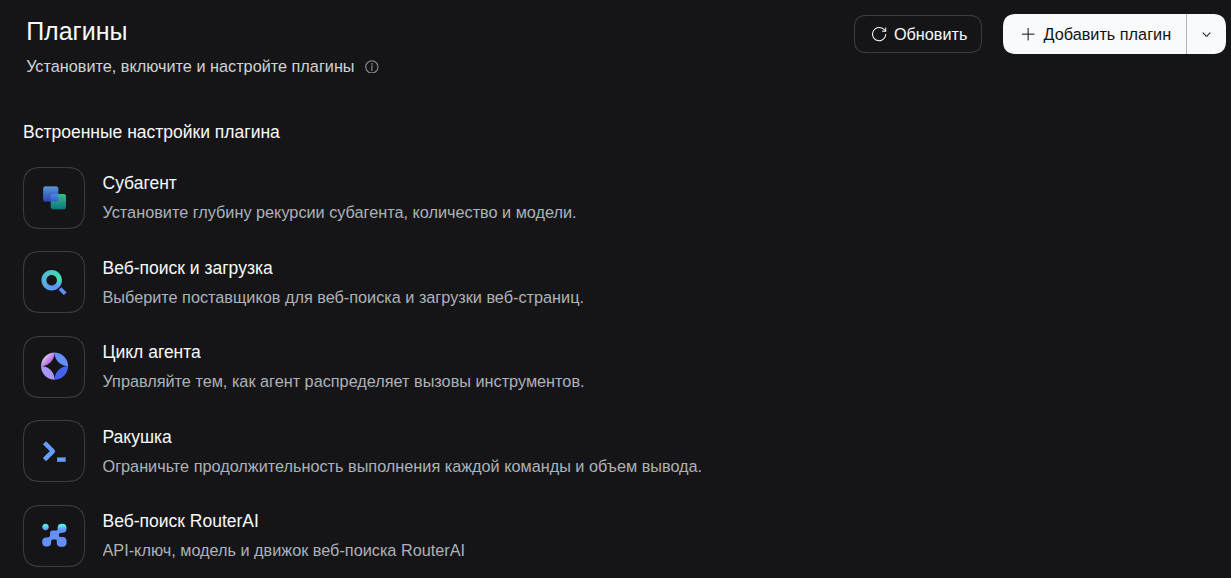 Плагины
Обновить
Добавить плагин
Установите, включите и настройте плагины
Встроенные настройки плагина
Субагент
Установите глубину рекурсии субагента, количество и модели.
Веб-поиск и загрузка
Выберите поставщиков для веб-поиска и загрузки веб-страниц.
Цикл агента
Управляйте тем, как агент распределяет вызовы инструментов.
Ракушка
Ограничьте продолжительность выполнения каждой команды и объем вывода.
Веб-поиск RouterAI
API-ключ, модель и движок веб-поиска RouterAI